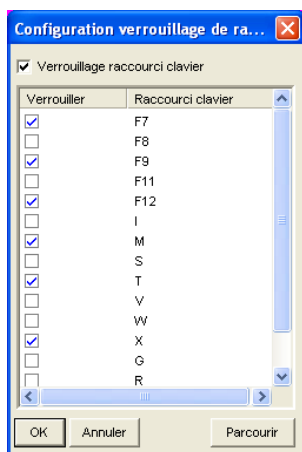 Configuration verrouillage de ra...
Verrouillage raccourci clavier
Verrouiller Raccourci clavier
F7
F8
F9
F11
F12
I
M
S
T
V
W
X
G
R
OK Annuler Parcourir